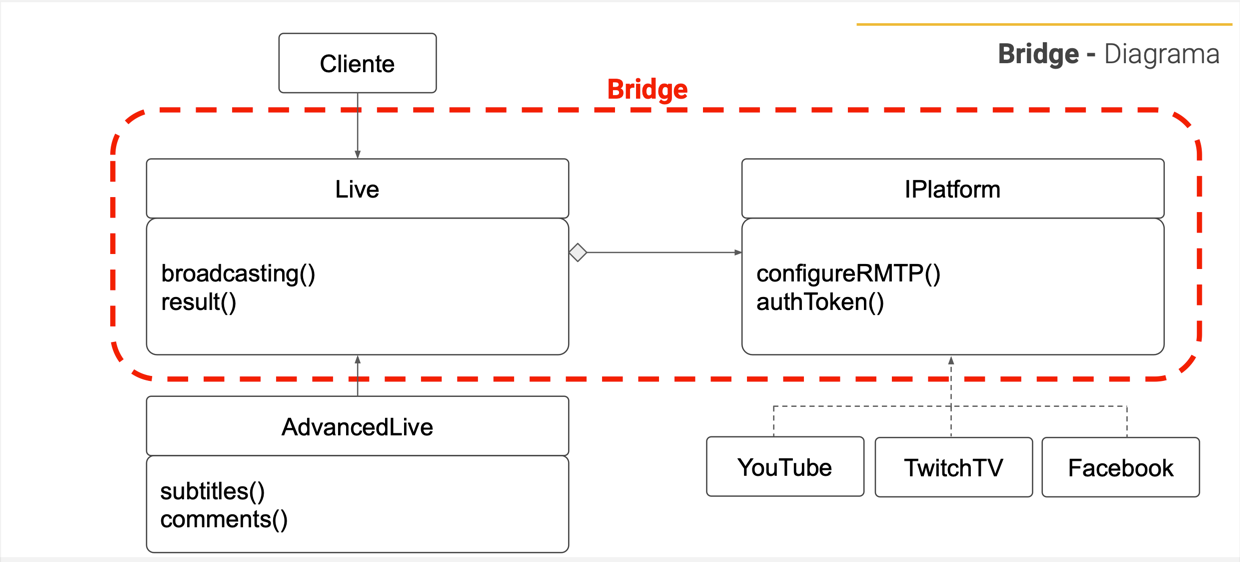 Bridge - Diagrama
Cliente
Bridge
Live
broadcasting()
result()
IPlatform
configureRMTP()
authToken()
AdvancedLive
subtitles()
comments()
YouTube
TwitchTV
Facebook